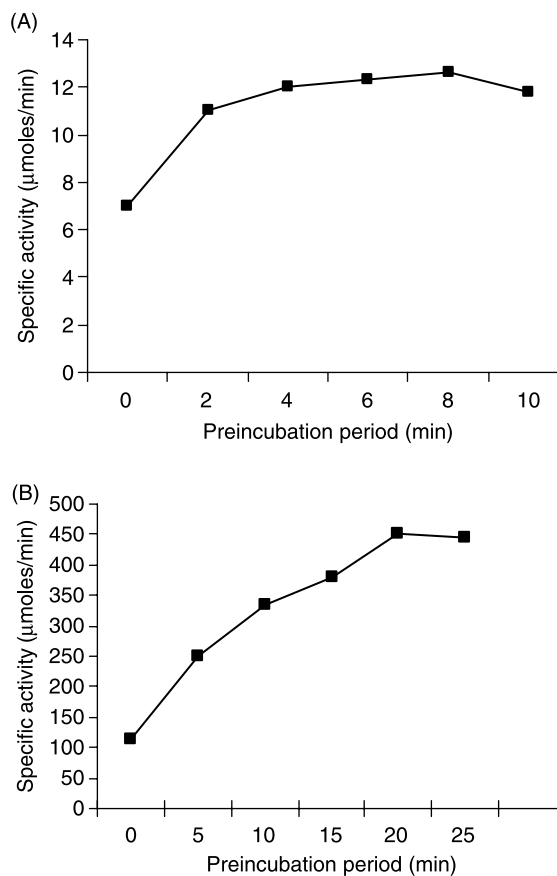 (A)
14
12
10
8
6
4
2
0
Specific activity (μmoles/min)
0 2 4 6 8 10
Preincubation period (min)
(B)
500
450
400
350
300
250
200
150
100
50
0
Specific activity (μmoles/min)
0 5 10 15 20 25
Preincubation period (min)